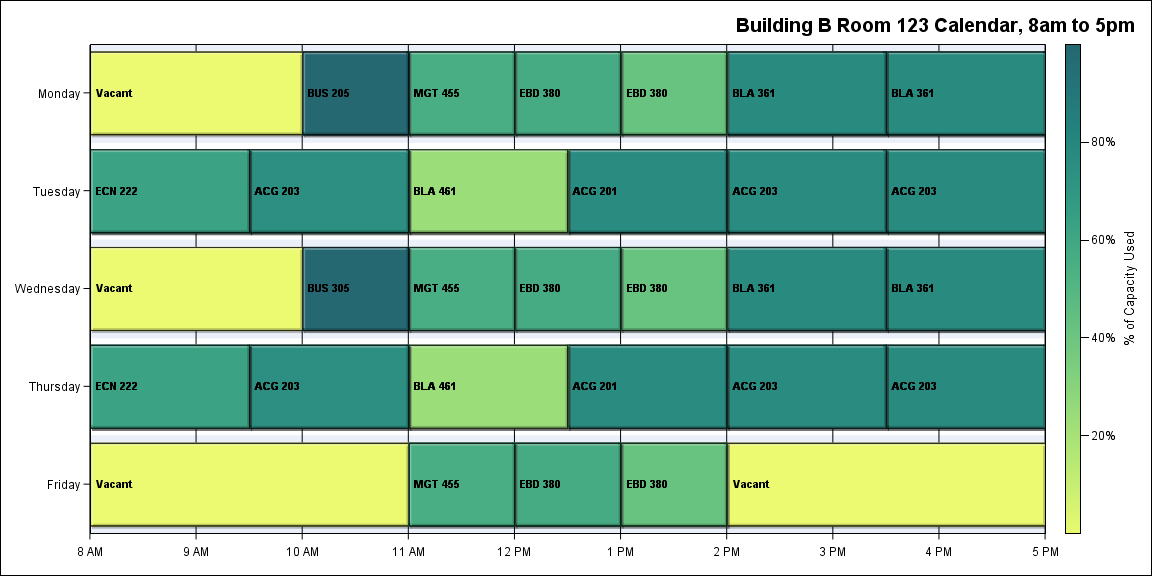 Building B Room 123 Calendar, 8am to 5pm
Monday
Vacant
BUS 205
MGT 455
EBD 380
EBD 380
BLA 361
BLA 361
Tuesday
ECN 222
ACG 203
BLA 461
ACG 201
ACG 203
ACG 203
Wednesday
Vacant
BUS 305
MGT 455
EBD 380
EBD 380
BLA 361
BLA 361
Thursday
ECN 222
ACG 203
BLA 461
ACG 201
ACG 203
ACG 203
Friday
Vacant
MGT 455
EBD 380
EBD 380
Vacant
8 AM
9 AM
10 AM
11 AM
12 PM
1 PM
2 PM
3 PM
4 PM
5 PM
80%
60%
40%
20%
% of Capacity Used